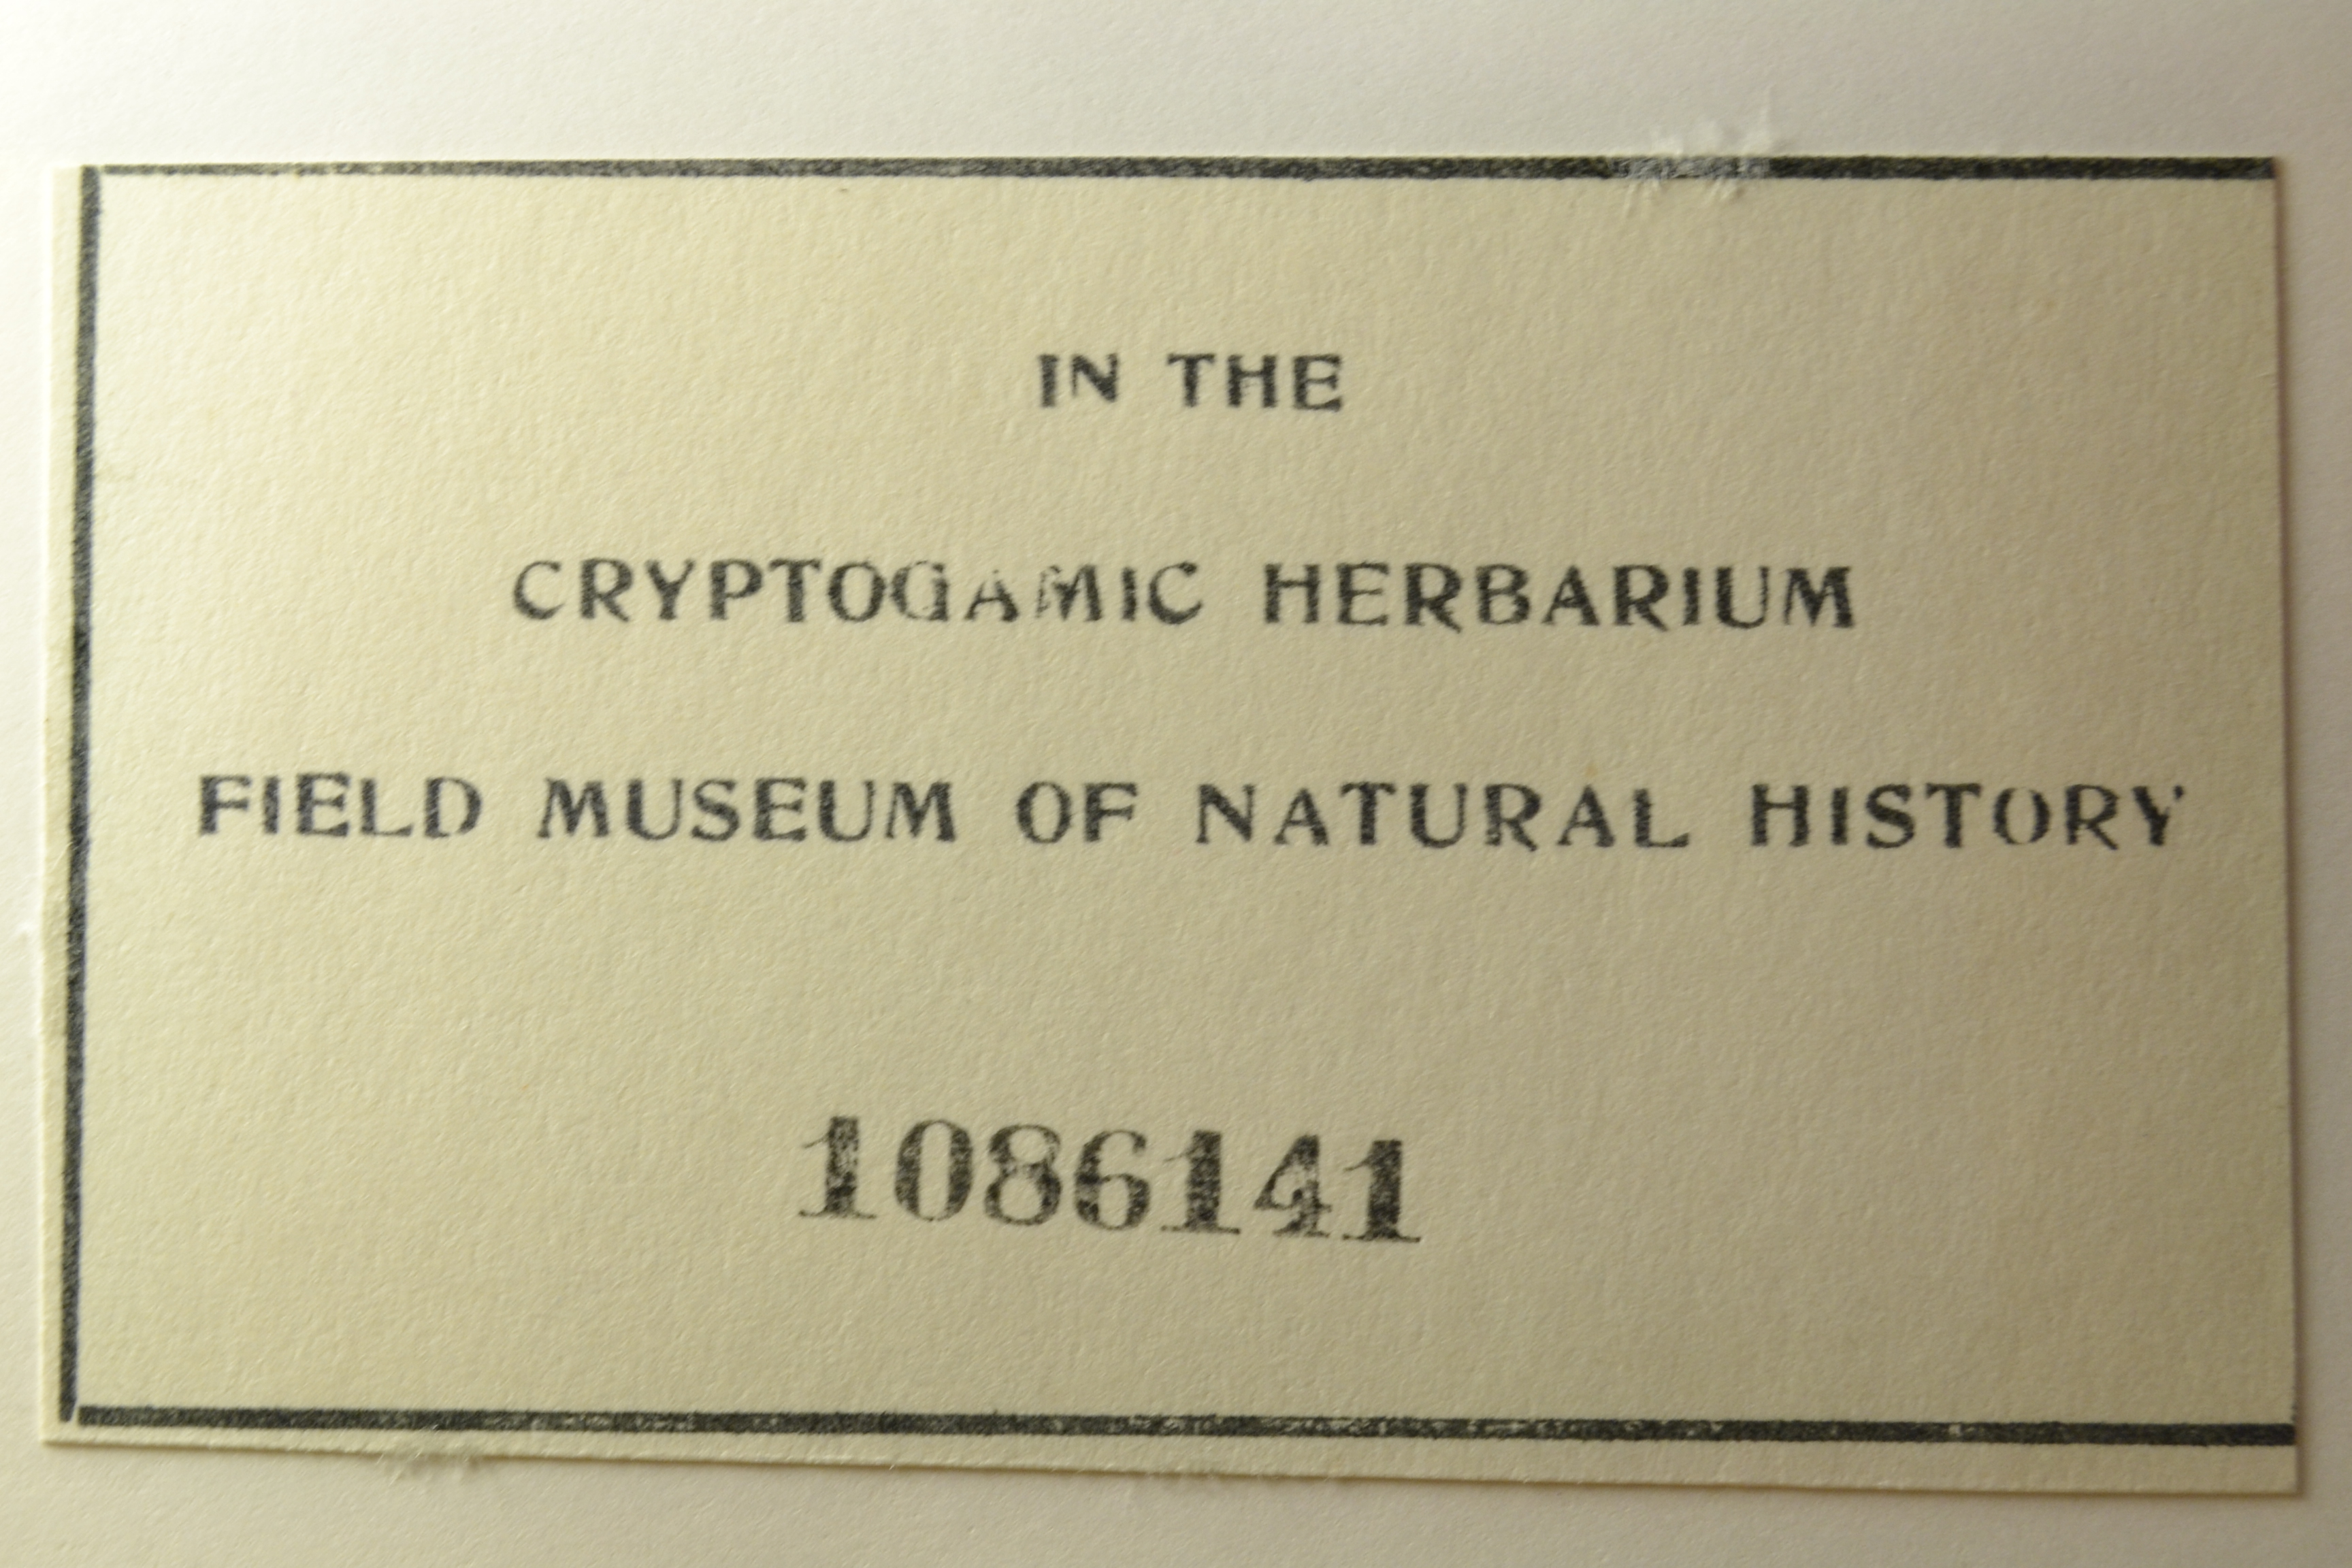 IN THE
CRYPTOGAMIC HERBARIUM
FIELD MUSEUM OF NATURAL HISTORY
1086141